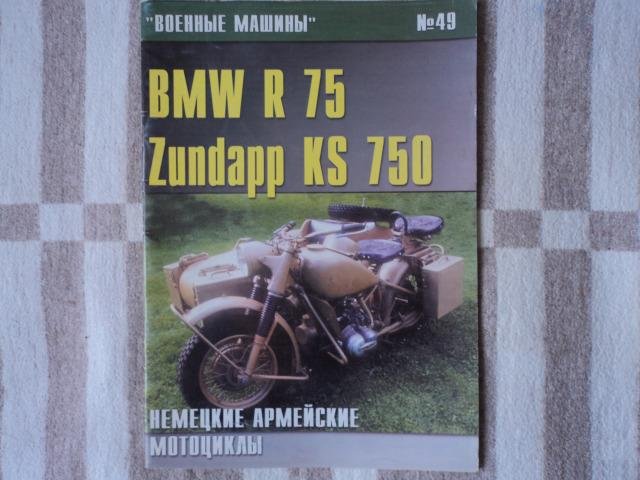 "ВОЕННЫЕ МАШИНЫ" №49
BMW R 75
Zundapp KS 750
НЕМЕЦКИЕ АРМЕЙСКИЕ
МОТОЦИКЛЫ